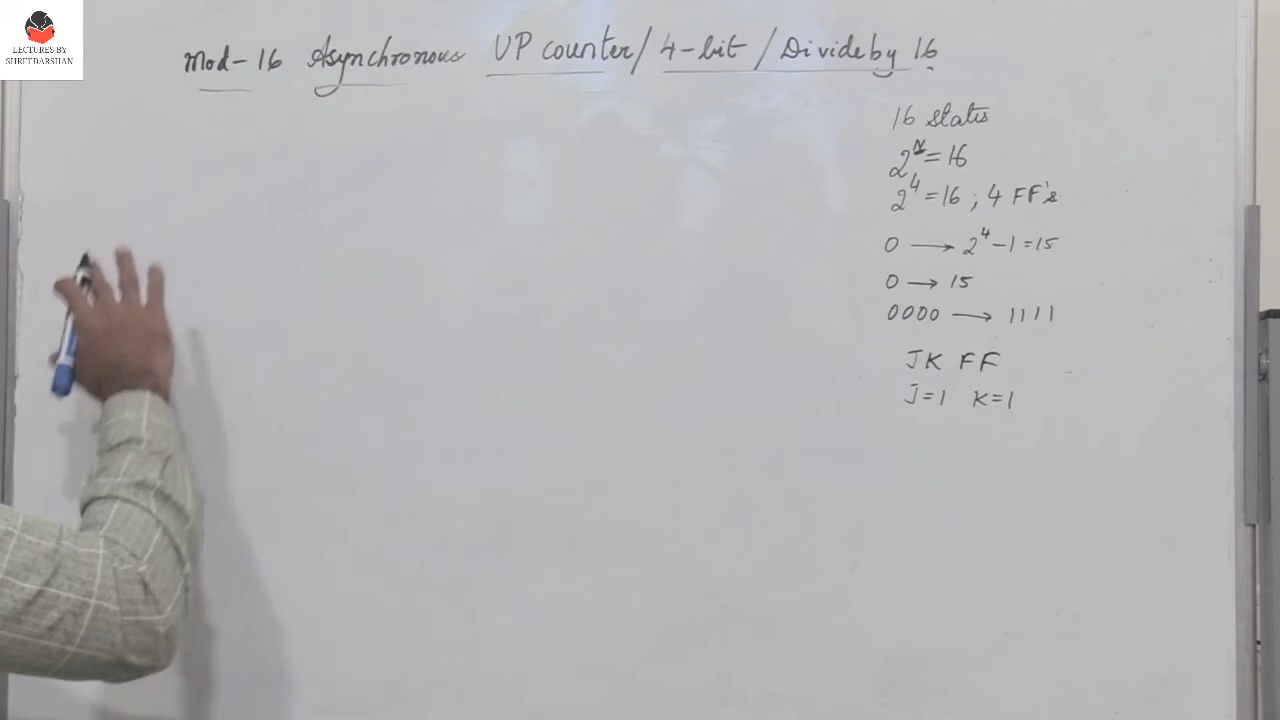 LECTURES BY
SHREEDARSHAN
Mod-16 Asynchronous UP counter/ 4-bit / Divide by 16
16 states
2^N = 16
2^4 = 16 ; 4 FF's
0 → 2^4 - 1 = 15
0 → 15
0000 → 1111
JK FF
J=1 K=1